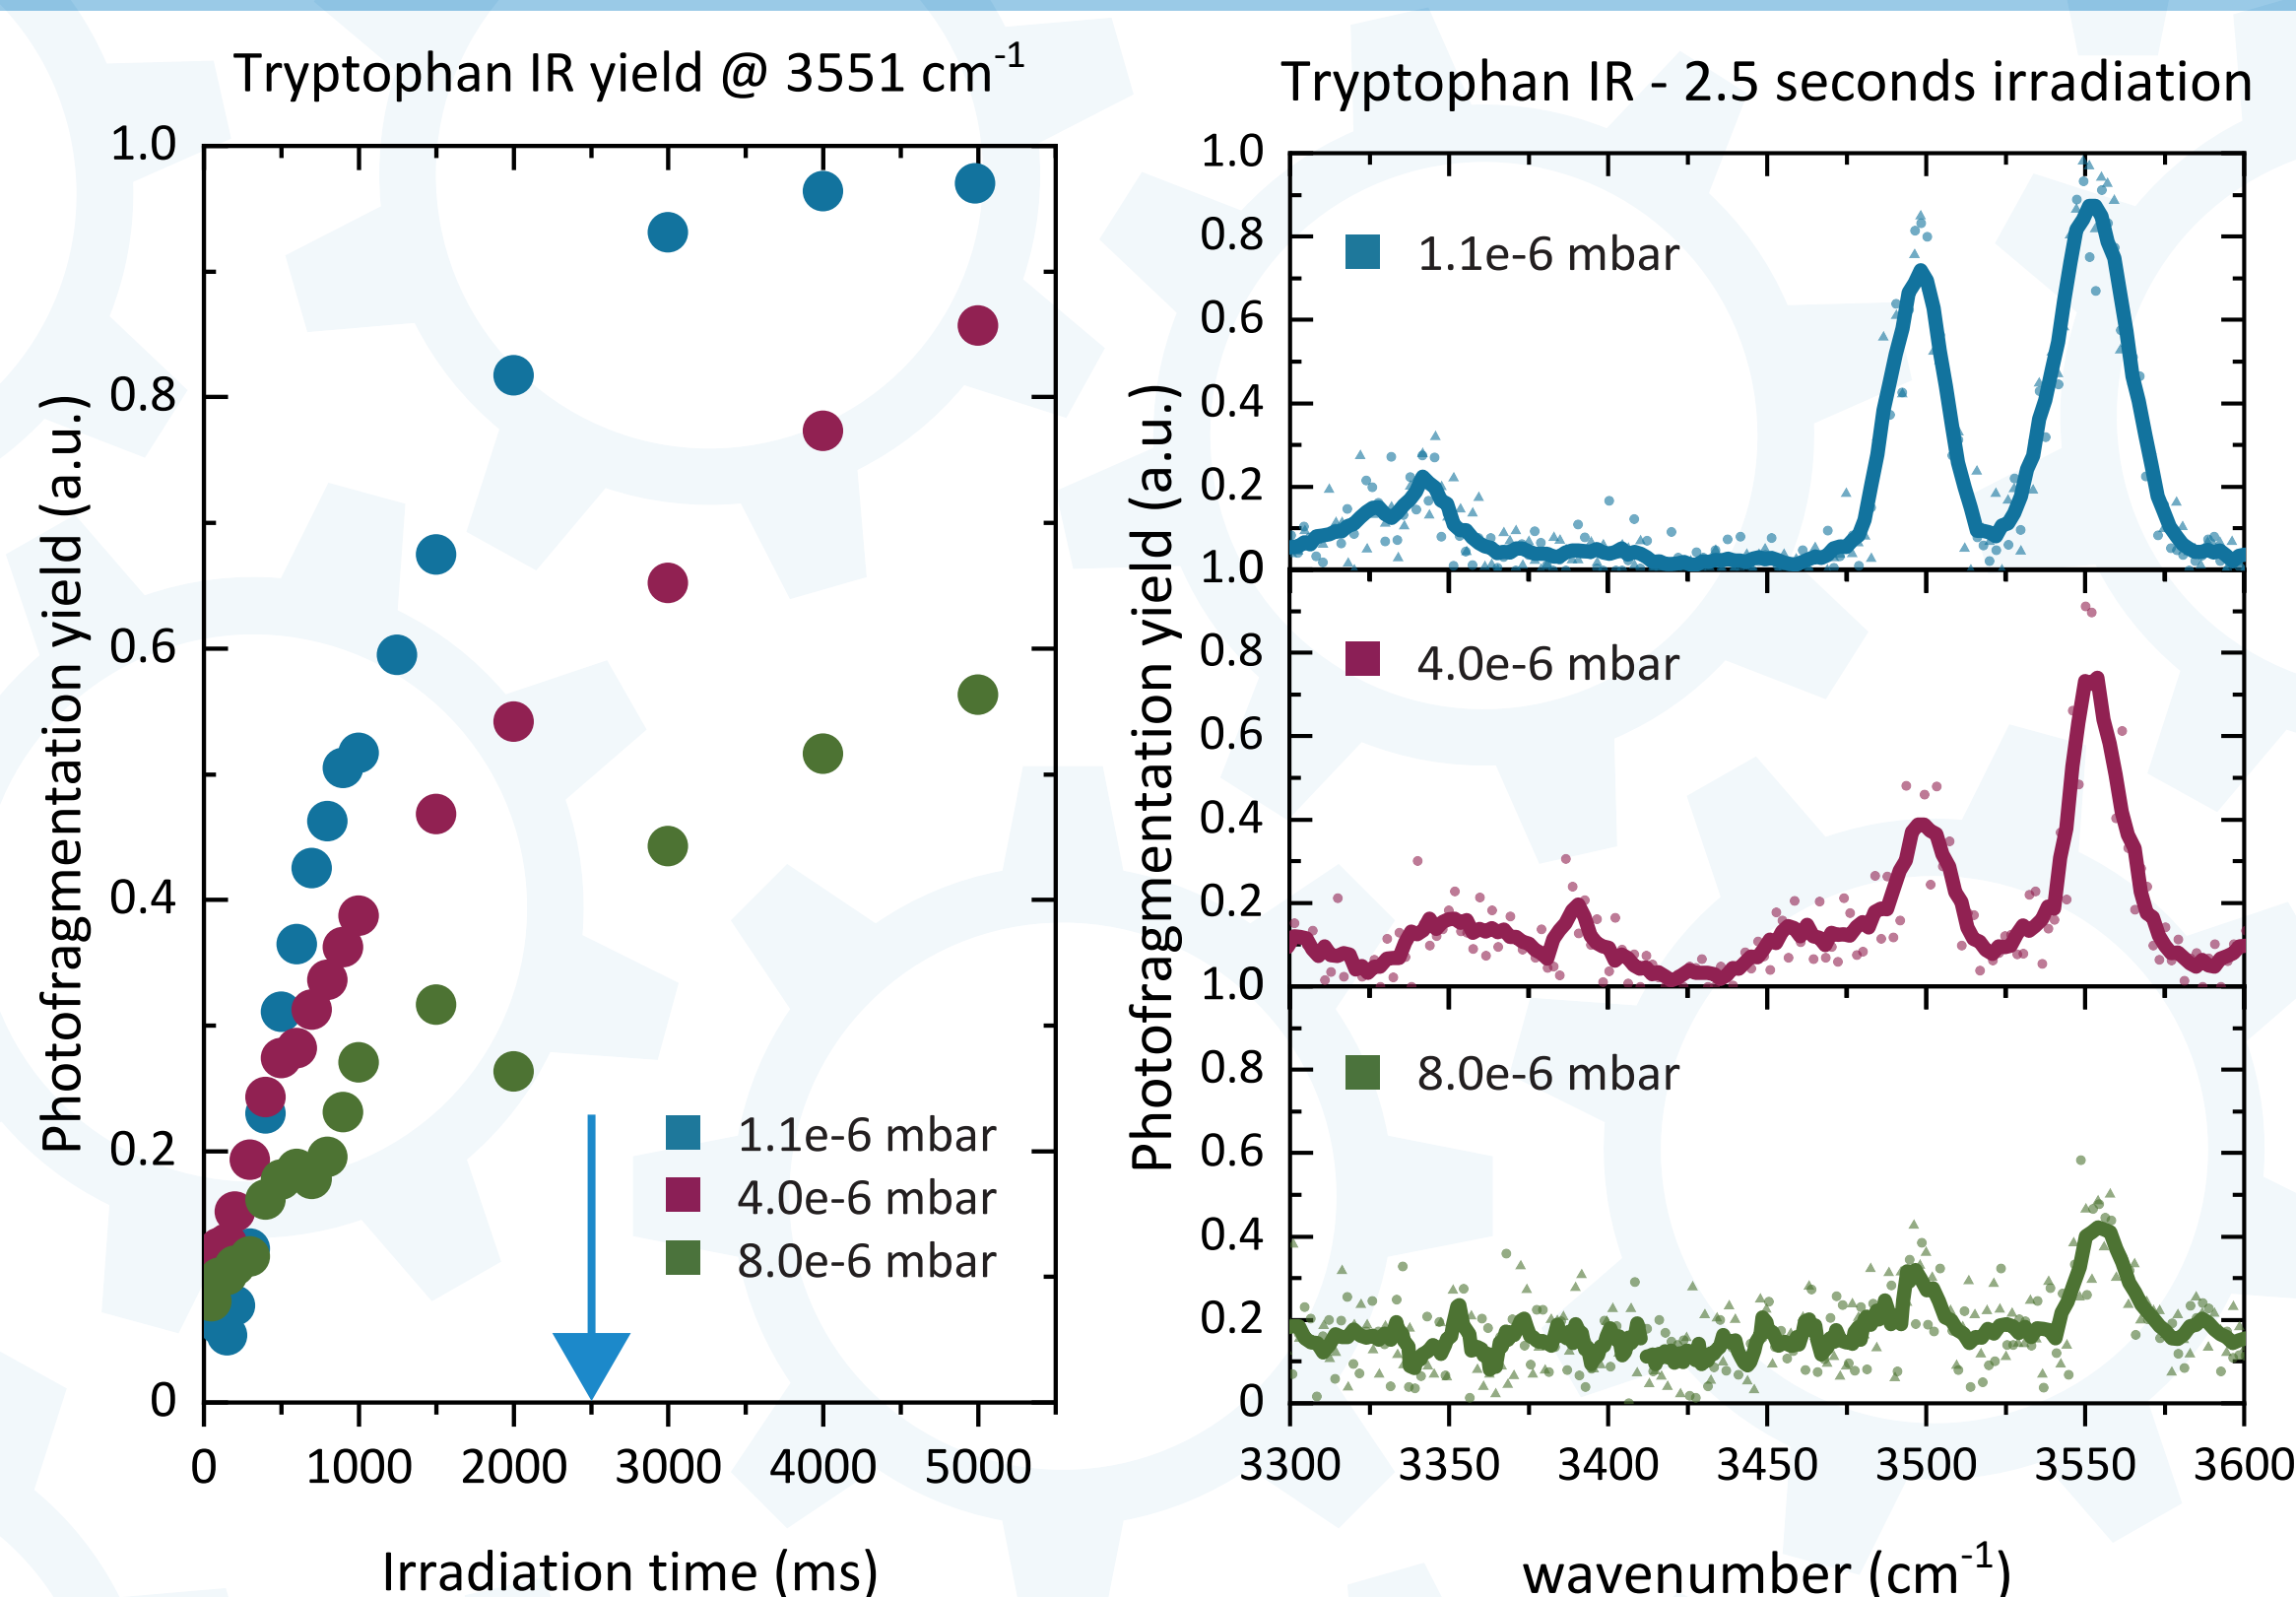 Tryptophan IR yield @ 3551 cm-1
Photofragmentation yield (a.u.)
1.0
0.8
0.6
0.4
0.2
0
1.1e-6 mbar
4.0e-6 mbar
8.0e-6 mbar
0 1000 2000 3000 4000 5000
Irradiation time (ms)
Tryptophan IR - 2.5 seconds irradiation
Photofragmentation yield (a.u.)
1.0
0.8
0.6
0.4
0.2
1.1e-6 mbar
1.0
0.8
0.6
0.4
0.2
4.0e-6 mbar
1.0
0.8
0.6
0.4
0.2
0
8.0e-6 mbar
3300 3350 3400 3450 3500 3550 3600
wavenumber (cm-1)